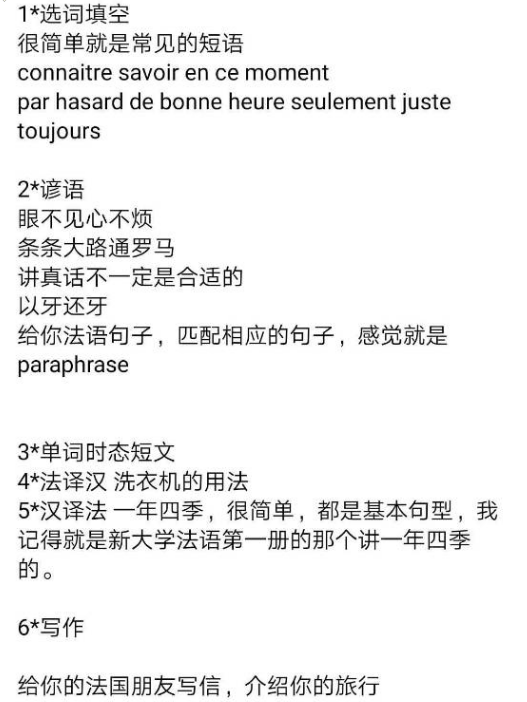 1*选词填空
很简单就是常见的短语
connaitre savoir en ce moment
par hasard de bonne heure seulement juste
toujours
2*谚语
眼不见心不烦
条条大路通罗马
讲真话不一定是合适的
以牙还牙
给你法语句子，匹配相应的句子，感觉就是
paraphrase
3*单词时态短文
4*法译汉 洗衣机的用法
5*汉译法 一年四季，很简单，都是基本句型，我
记得就是新大学法语第一册的那个讲一年四季
的。
6*写作
给你的法国朋友写信，介绍你的旅行